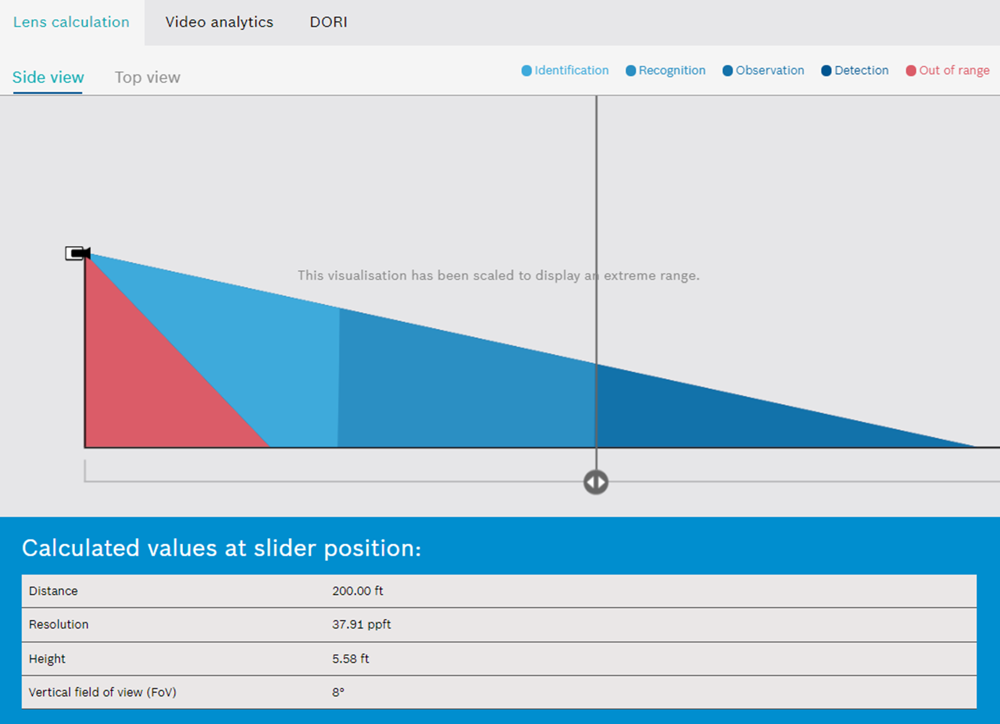 Lens calculation Video analytics DORI
Side view Top view Identification Recognition Observation Detection Out of range
This visualisation has been scaled to display an extreme range.
Calculated values at slider position:
Distance 200.00 ft
Resolution 37.91 ppft
Height 5.58 ft
Vertical field of view (FoV) 8°